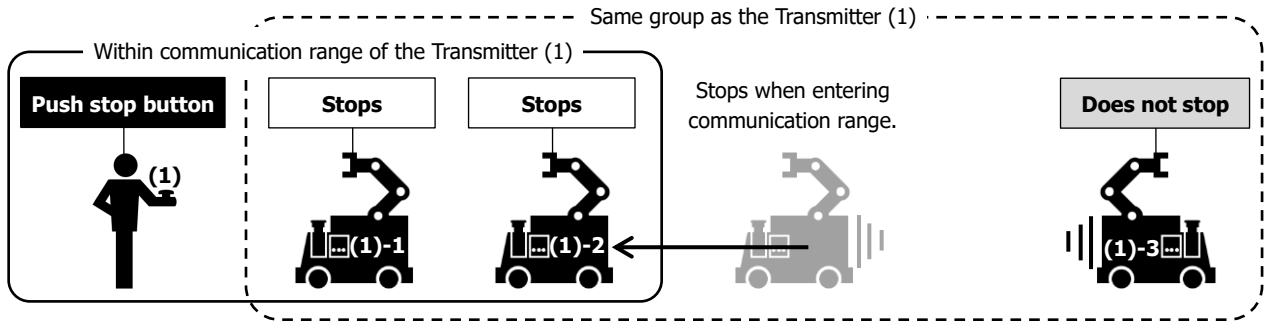 Same group as the Transmitter (1)
Within communication range of the Transmitter (1)
Push stop button
Stops
Stops
Stops when entering
communication range.
Does not stop
(1)
...
(1)-1
...
(1)-2
...
(1)-3
...